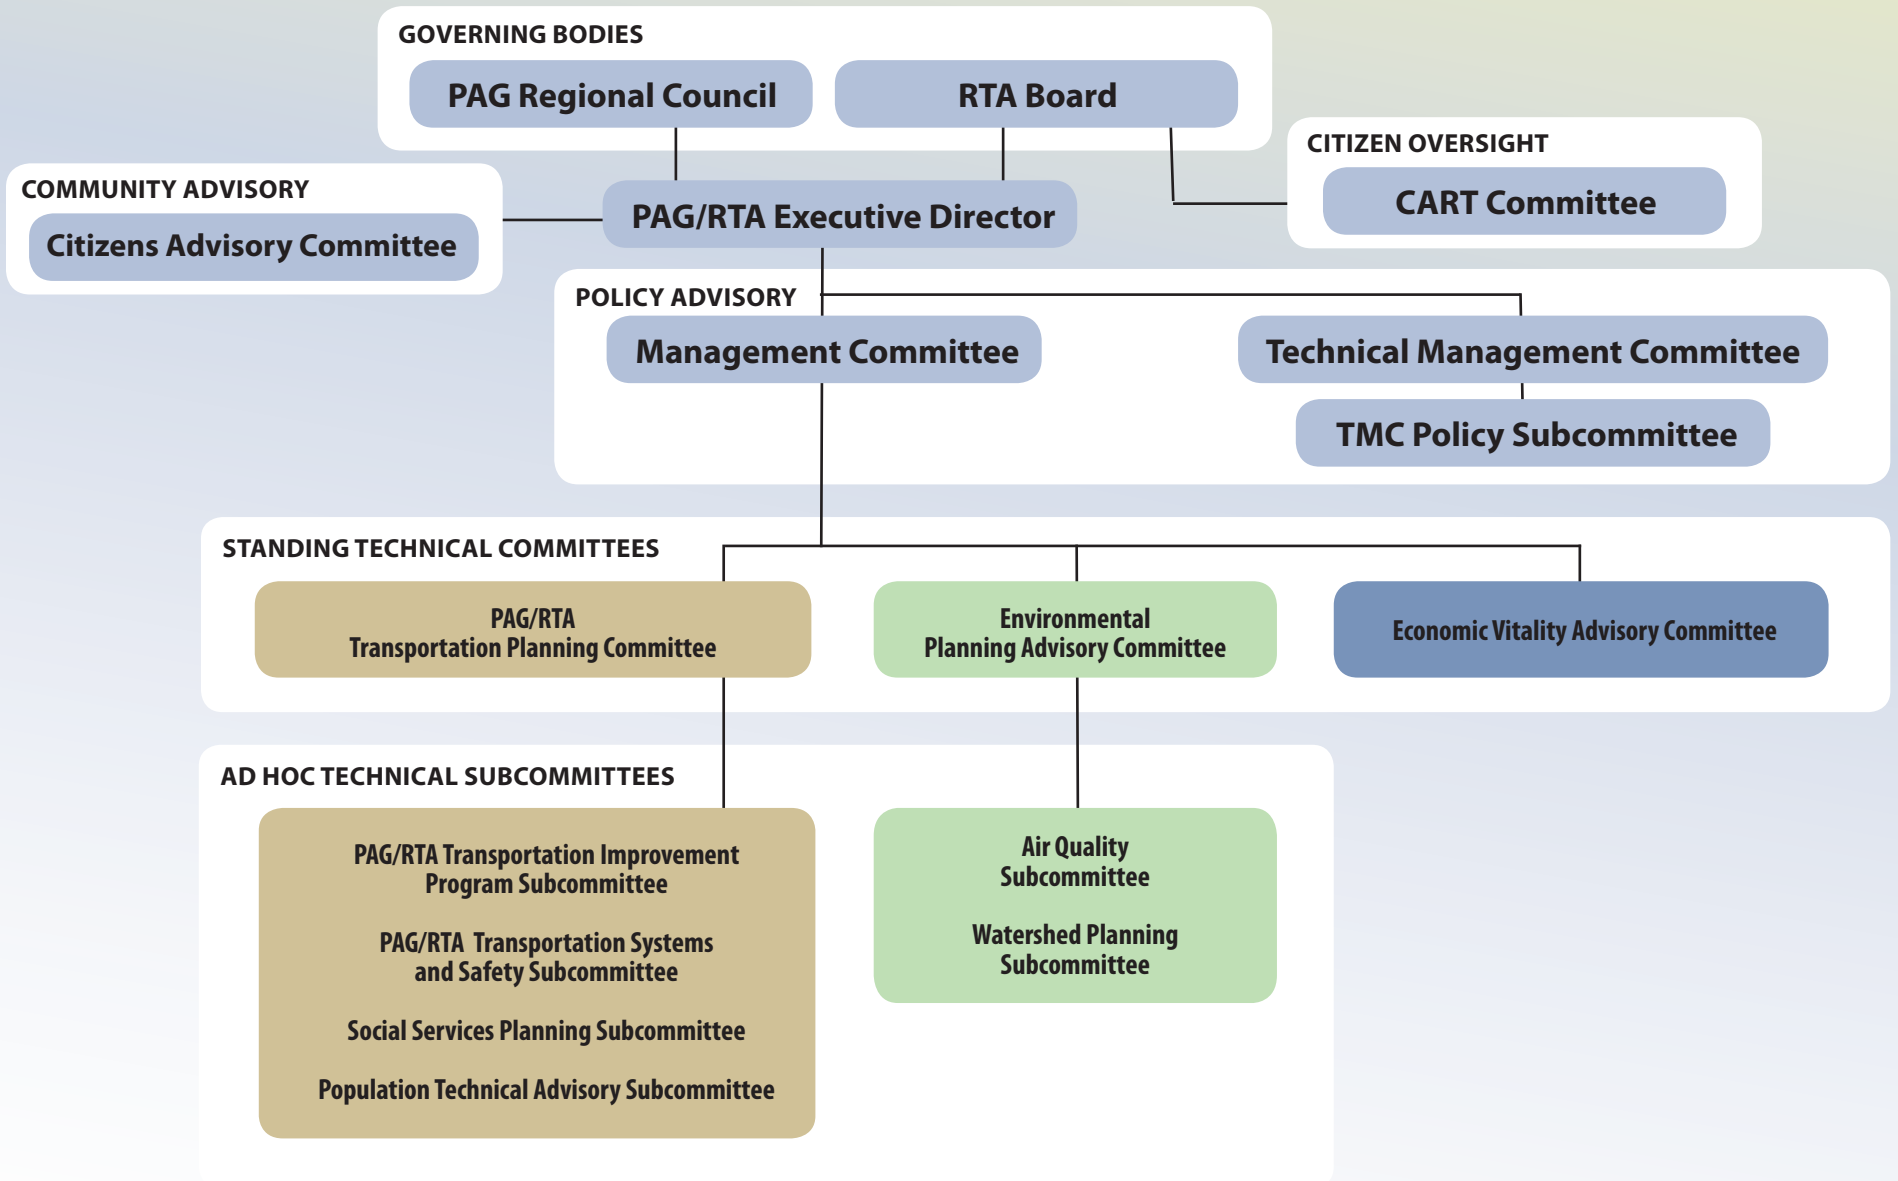 GOVERNING BODIES
PAG Regional Council
RTA Board
CITIZEN OVERSIGHT
CART Committee
COMMUNITY ADVISORY
Citizens Advisory Committee
PAG/RTA Executive Director
POLICY ADVISORY
Management Committee
Technical Management Committee
TMC Policy Subcommittee
STANDING TECHNICAL COMMITTEES
PAG/RTA
Transportation Planning Committee
Environmental
Planning Advisory Committee
Economic Vitality Advisory Committee
AD HOC TECHNICAL SUBCOMMITTEES
PAG/RTA Transportation Improvement
Program Subcommittee
PAG/RTA Transportation Systems
and Safety Subcommittee
Social Services Planning Subcommittee
Population Technical Advisory Subcommittee
Air Quality
Subcommittee
Watershed Planning
Subcommittee